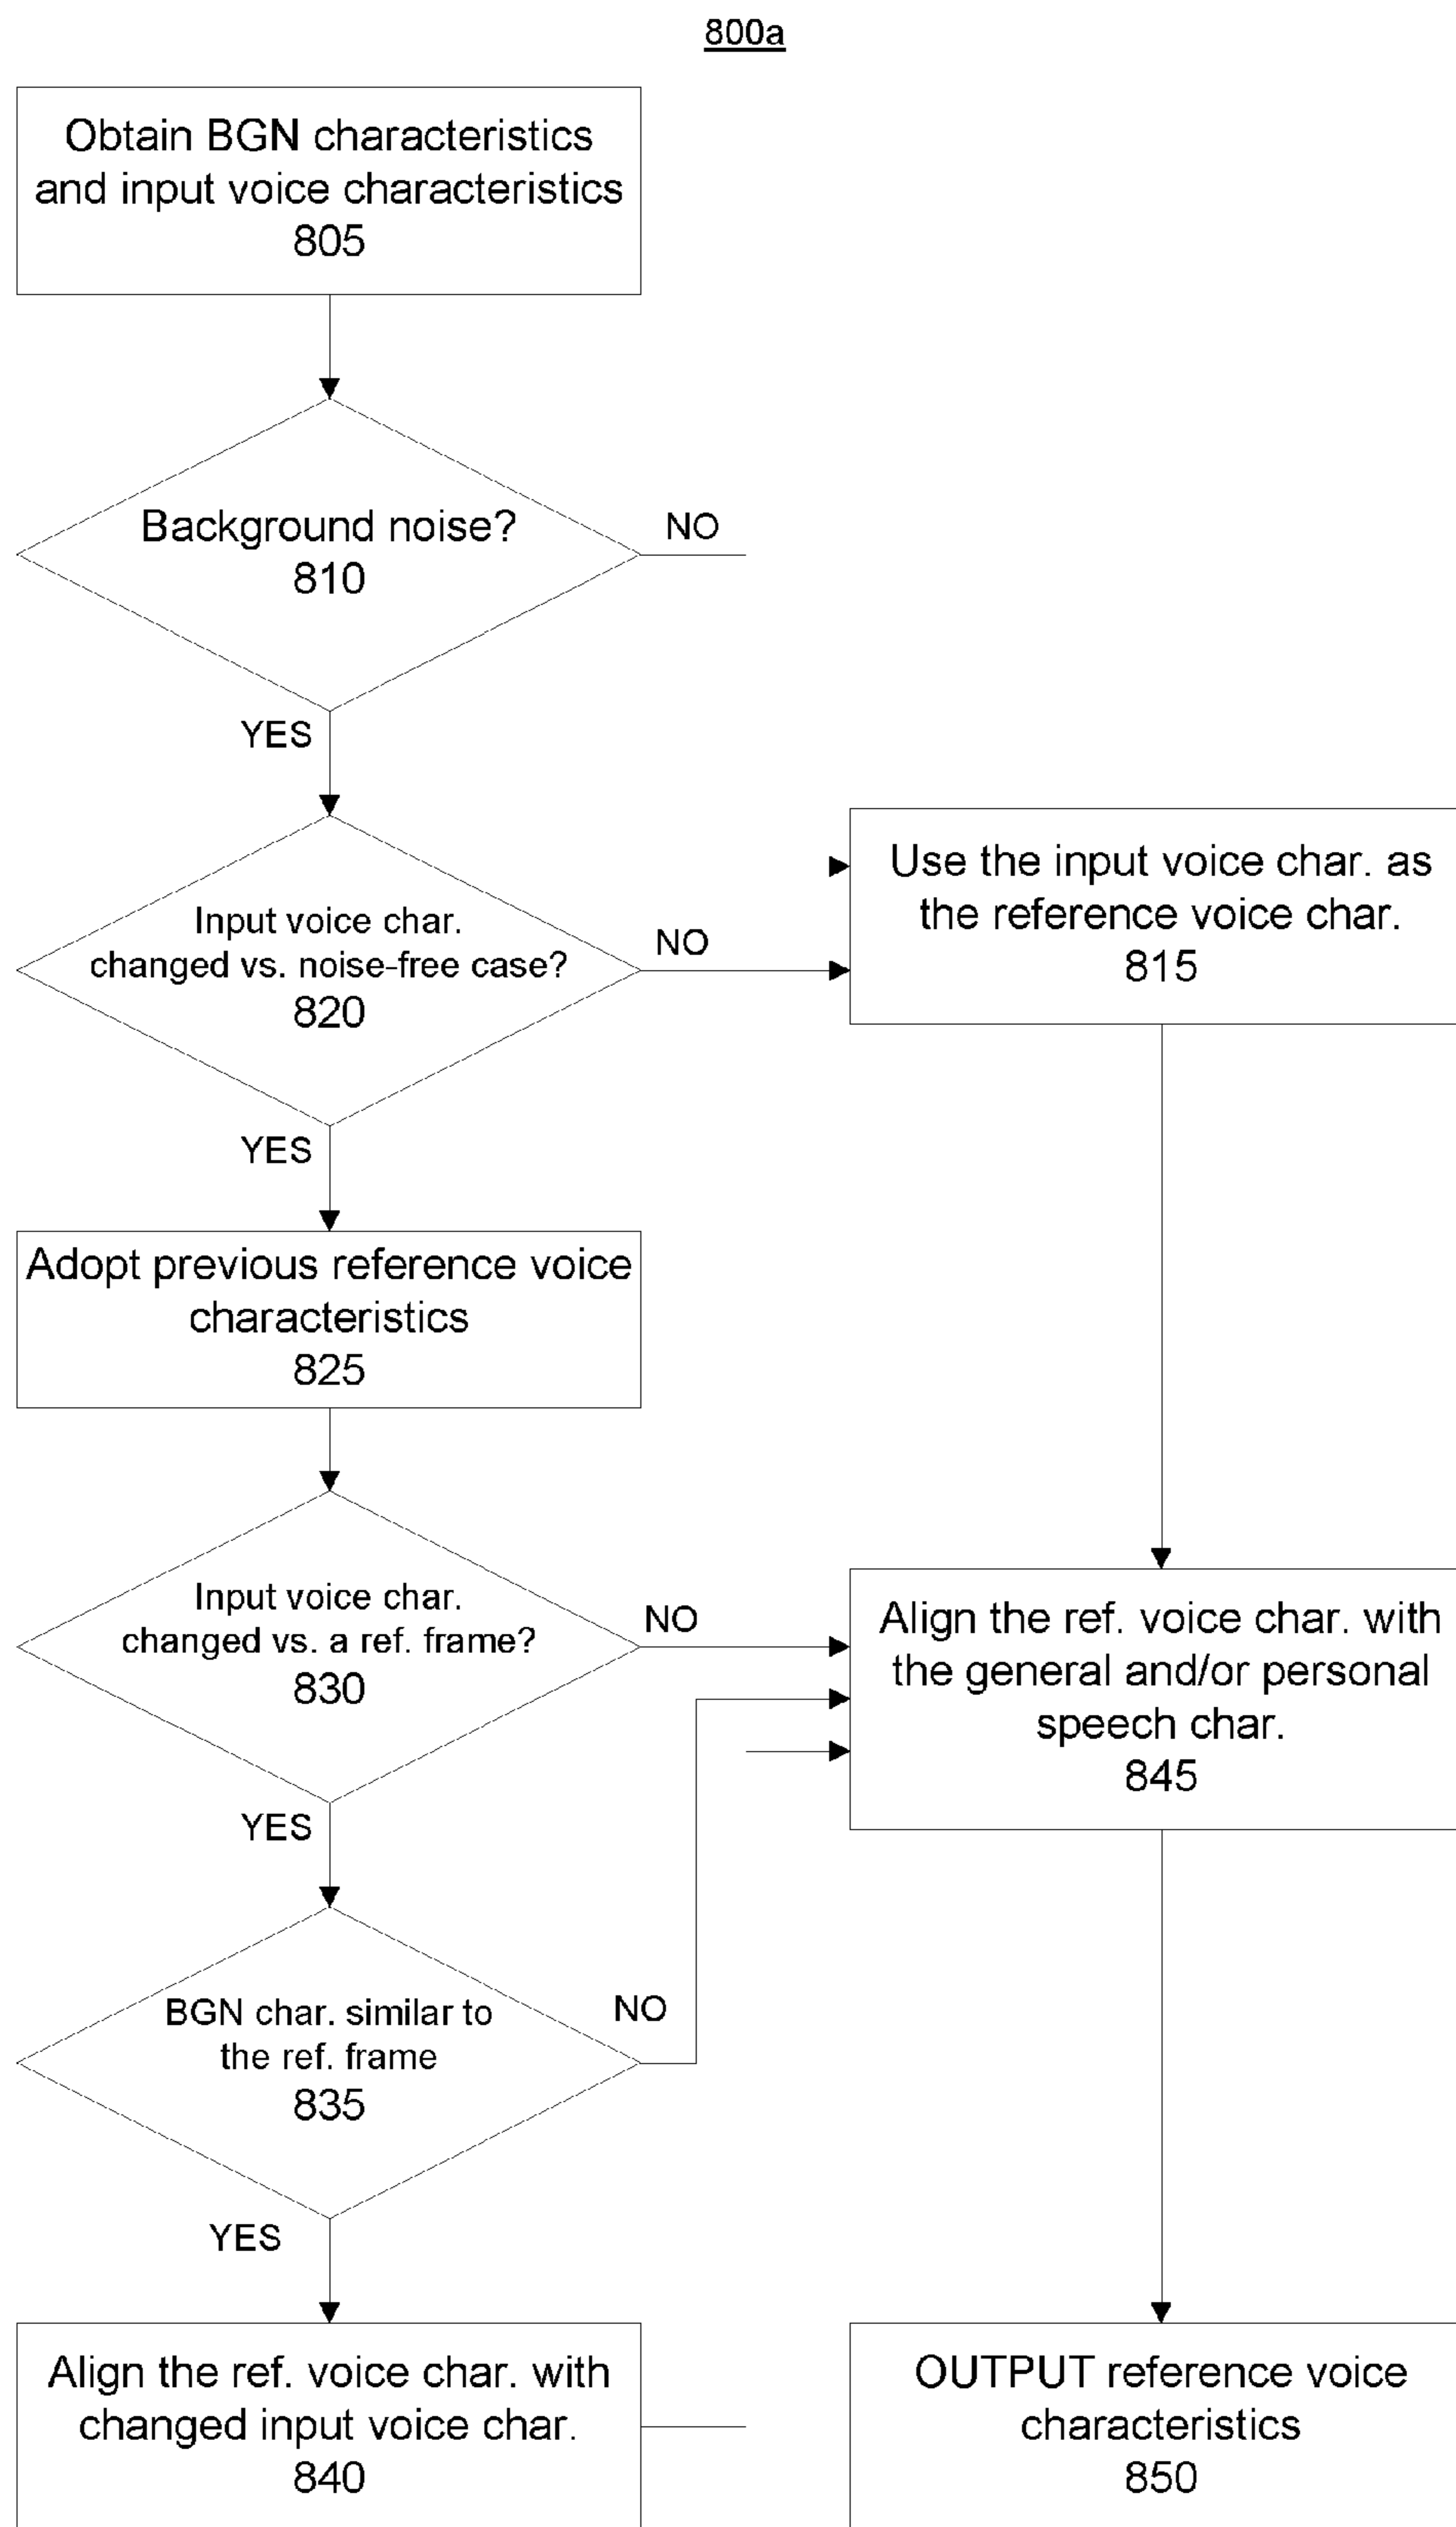 800a
Obtain BGN characteristics
and input voice characteristics
805
Background noise?
810
NO
YES
Input voice char.
changed vs. noise-free case?
820
NO
YES
Use the input voice char. as
the reference voice char.
815
Adopt previous reference voice
characteristics
825
Input voice char.
changed vs. a ref. frame?
830
NO
YES
Align the ref. voice char. with
the general and/or personal
speech char.
845
BGN char. similar to
the ref. frame
835
NO
YES
Align the ref. voice char. with
changed input voice char.
840
OUTPUT reference voice
characteristics
850